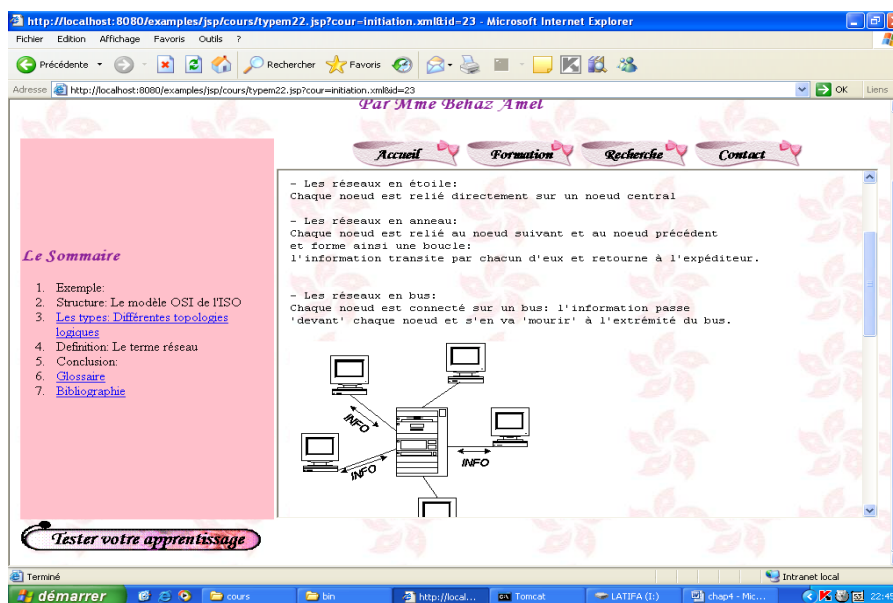 http://localhost:8080/examples/jsp/cours/typem22.jsp?cour=initiation.xml&id=23 - Microsoft Internet Explorer
Fichier Edition Affichage Favoris Outils ?
Précédente Rechercher Favoris
Adresse http://localhost:8080/examples/jsp/cours/typem22.jsp?cour=initiation.xml&id=23 OK Liens
Par Mme Behaz Amel
Accueil Formation Recherche Contact
Le Sommaire
1. Exemple:
2. Structure: Le modèle OSI de l'ISO
3. Les types: Différentes topologies
logiques
4. Definition: Le terme réseau
5. Conclusion:
6. Glossaire
7. Bibliographie
- Les réseaux en étoile:
Chaque noeud est relié directement sur un noeud central
- Les réseaux en anneau:
Chaque noeud est relié au noeud suivant et au noeud précédent
et forme ainsi une boucle:
l'information transite par chacun d'eux et retourne à l'expéditeur.
- Les réseaux en bus:
Chaque noeud est connecté sur un bus: l'information passe
'devant' chaque noeud et s'en va 'mourir' à l'extrémité du bus.
INFO
INFO
INFO
Tester votre apprentissage
Terminé Intranet local
démarrer cours bin http://local... Tomcat LATIFA (I:) chap4 - Mic... 22:46